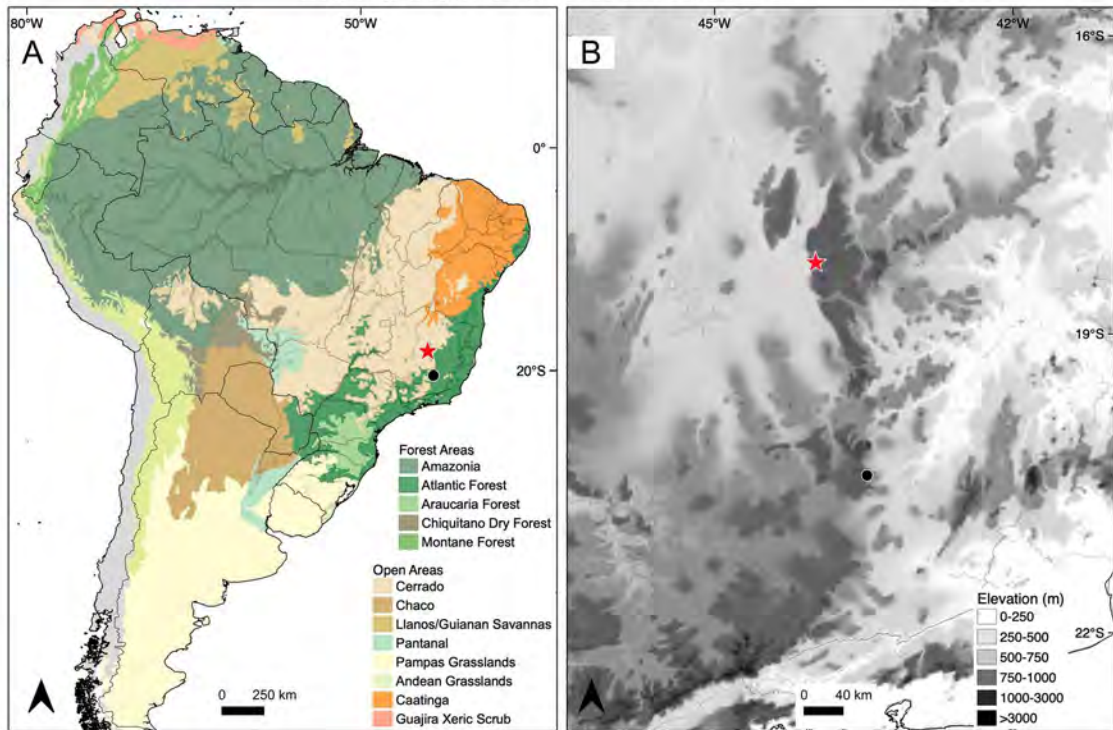 80°W
50°W
A
0°
20°S
Forest Areas
Amazonia
Atlantic Forest
Araucaria Forest
Chiquitano Dry Forest
Montane Forest
Open Areas
Cerrado
Chaco
Llanos/Guianan Savannas
Pantanal
Pampas Grasslands
Andean Grasslands
Caatinga
Guajira Xeric Scrub
0 250 km
45°W
42°W
B
16°S
19°S
22°S
Elevation (m)
0-250
250-500
500-750
750-1000
1000-3000
>3000
0 40 km